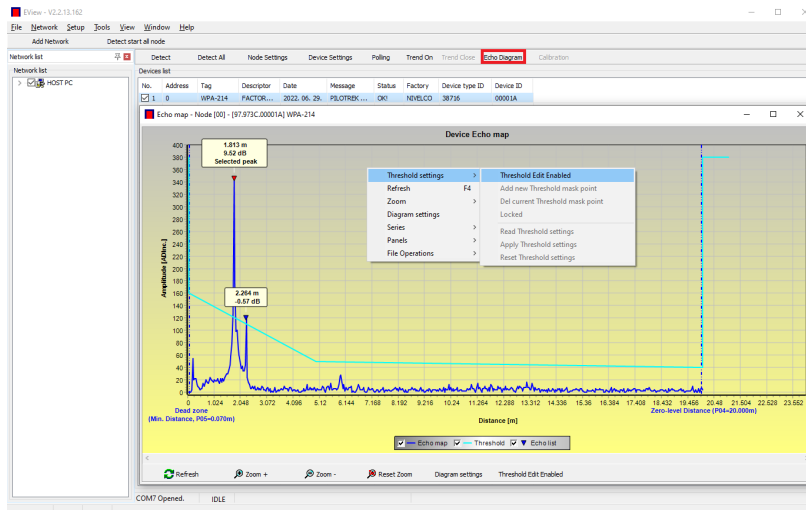 EView - V2.2.13.162
File Network Setup Tools View Window Help
Add Network Detect start all node
Network list
Detect Detect All Node Settings Device Settings Polling Trend On Trend Close Echo Diagram Calibration
Network list
HOST PC
Devices list
No. Address Tag Descriptor Date Message Status Factory Device type ID Device ID
1 0 WPA-214 FACTOR... 2022. 06. 29. PILOTREK ... OK! NIVELCO 38716 00001A
Echo map - Node [00] - [97.973C.00001A] WPA-214
Device Echo map
1.813 m
9.52 dB
Selected peak
2.264 m
-0.57 dB
Threshold settings
Refresh F4
Zoom
Diagram settings
Series
Panels
File Operations
Threshold Edit Enabled
Add new Threshold mask point
Del current Threshold mask point
Locked
Read Threshold settings
Apply Threshold settings
Reset Threshold settings
Amplitude [ADInc.]
400
380
360
340
320
300
280
260
240
220
200
180
160
140
120
100
80
60
40
20
0
0 1.024 2.048 3.072 4.096 5.12 6.144 7.168 8.192 9.216 10.24 11.264 12.288 13.312 14.336 15.36 16.384 17.408 18.432 19.456 20.48 21.504 22.528 23.552
Dead zone
(Min. Distance, P05=0.070m)
Zero-level Distance (P04=20.000m)
Distance [m]
Echo map Threshold Echo list
Refresh Zoom + Zoom - Reset Zoom Diagram settings Threshold Edit Enabled
COM7 Opened. IDLE